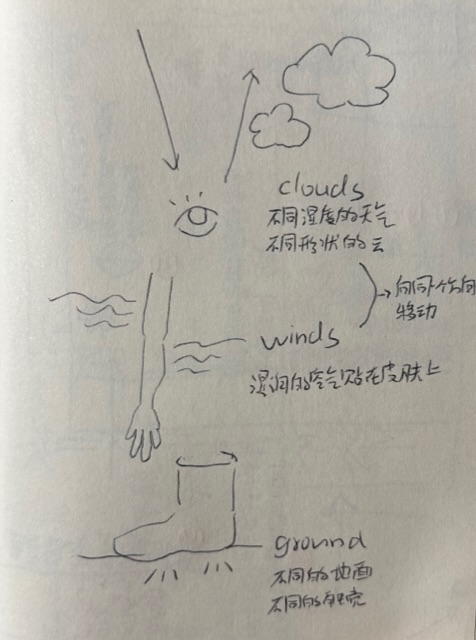 clouds
不同湿度的天气
不同形状的云
向同一个方向
移动
winds
湿润的空气贴在皮肤上
ground
不同的地面
不同的触觉